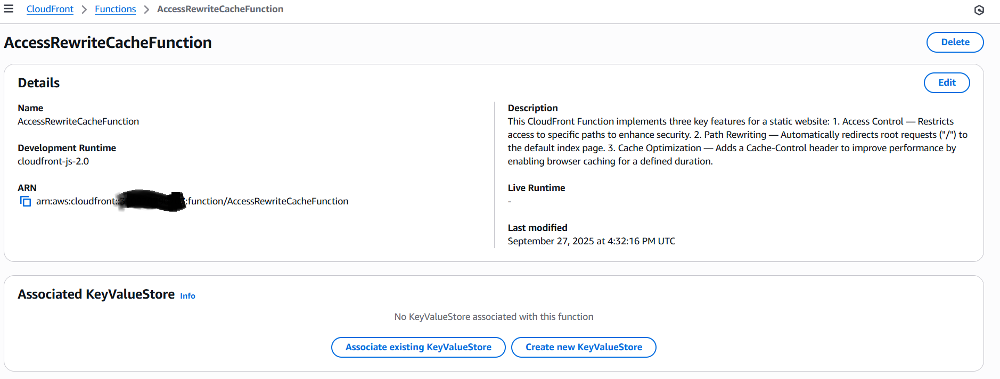 CloudFront > Functions > AccessRewriteCacheFunction
AccessRewriteCacheFunction
Delete
Details
Edit
Name
AccessRewriteCacheFunction
Development Runtime
cloudfront-js-2.0
ARN
arn:aws:cloudfront:: :function/AccessRewriteCacheFunction
Description
This CloudFront Function implements three key features for a static website: 1. Access Control — Restricts
access to specific paths to enhance security. 2. Path Rewriting — Automatically redirects root requests ("/") to
the default index page. 3. Cache Optimization — Adds a Cache-Control header to improve performance by
enabling browser caching for a defined duration.
Live Runtime
-
Last modified
September 27, 2025 at 4:32:16 PM UTC
Associated KeyValueStore Info
No KeyValueStore associated with this function
Associate existing KeyValueStore
Create new KeyValueStore